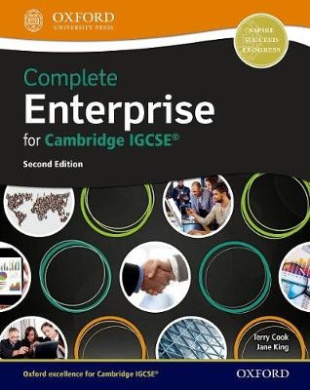 OXFORD
UNIVERSITY PRESS
ASPIRE
SUCCEED
PROGRESS
Complete
Enterprise
for Cambridge IGCSE®
Second Edition
Terry Cook
Jane King
Oxford excellence for Cambridge IGCSE®
OXFORD